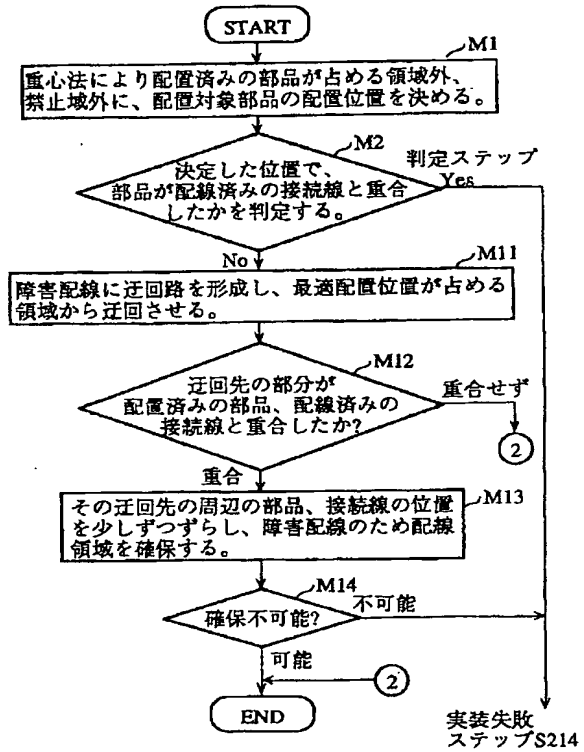 START
M1
重心法により配置済みの部品が占める領域外、
禁止域外に、配置対象部品の配置位置を決める。
M2
決定した位置で、
部品が配線済みの接続線と重合
したかを判定する。
判定ステップ
Yes
No
M11
障害配線に迂回路を形成し、最適配置位置が占める
領域から迂回させる。
M12
迂回先の部分が
配置済みの部品、配線済みの
接続線と重合したか?
重合せず
2
重合
M13
その迂回先の周辺の部品、接続線の位置
を少しずつずらし、障害配線のため配線
領域を確保する。
M14
確保不可能?
不可能
可能
2
END
実装失敗
ステップS214